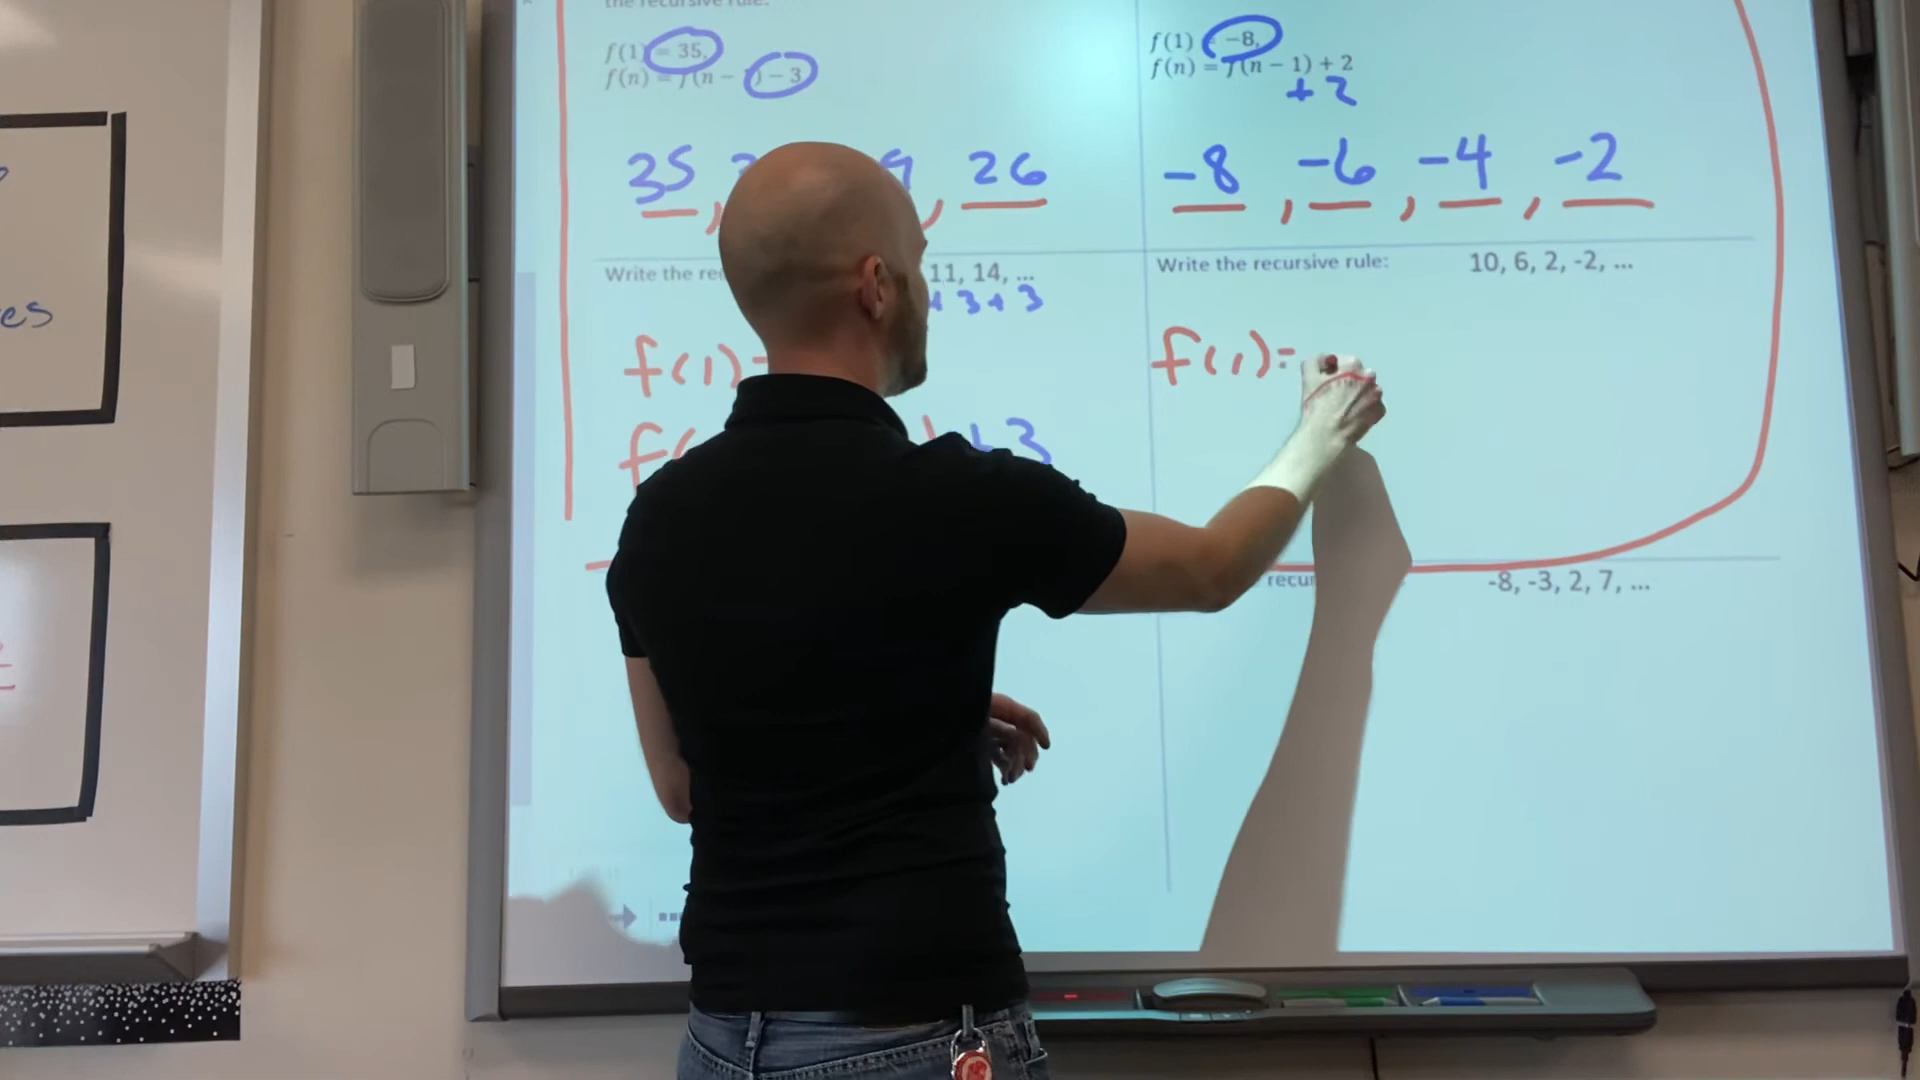 the recursive rule:
f(1) = 35,
f(n) = f(n - ) - 3
35, , 9, 26
f(1) -8,
f(n) = f(n - 1) + 2
+ 2
-8, -6, -4, -2
Write the 11, 14, ...
+ 3 + 3
f(1) =
f( + 3
Write the recursive rule: 10, 6, 2, -2, ...
f(1) =
-8, -3, 2, 7, ...
es